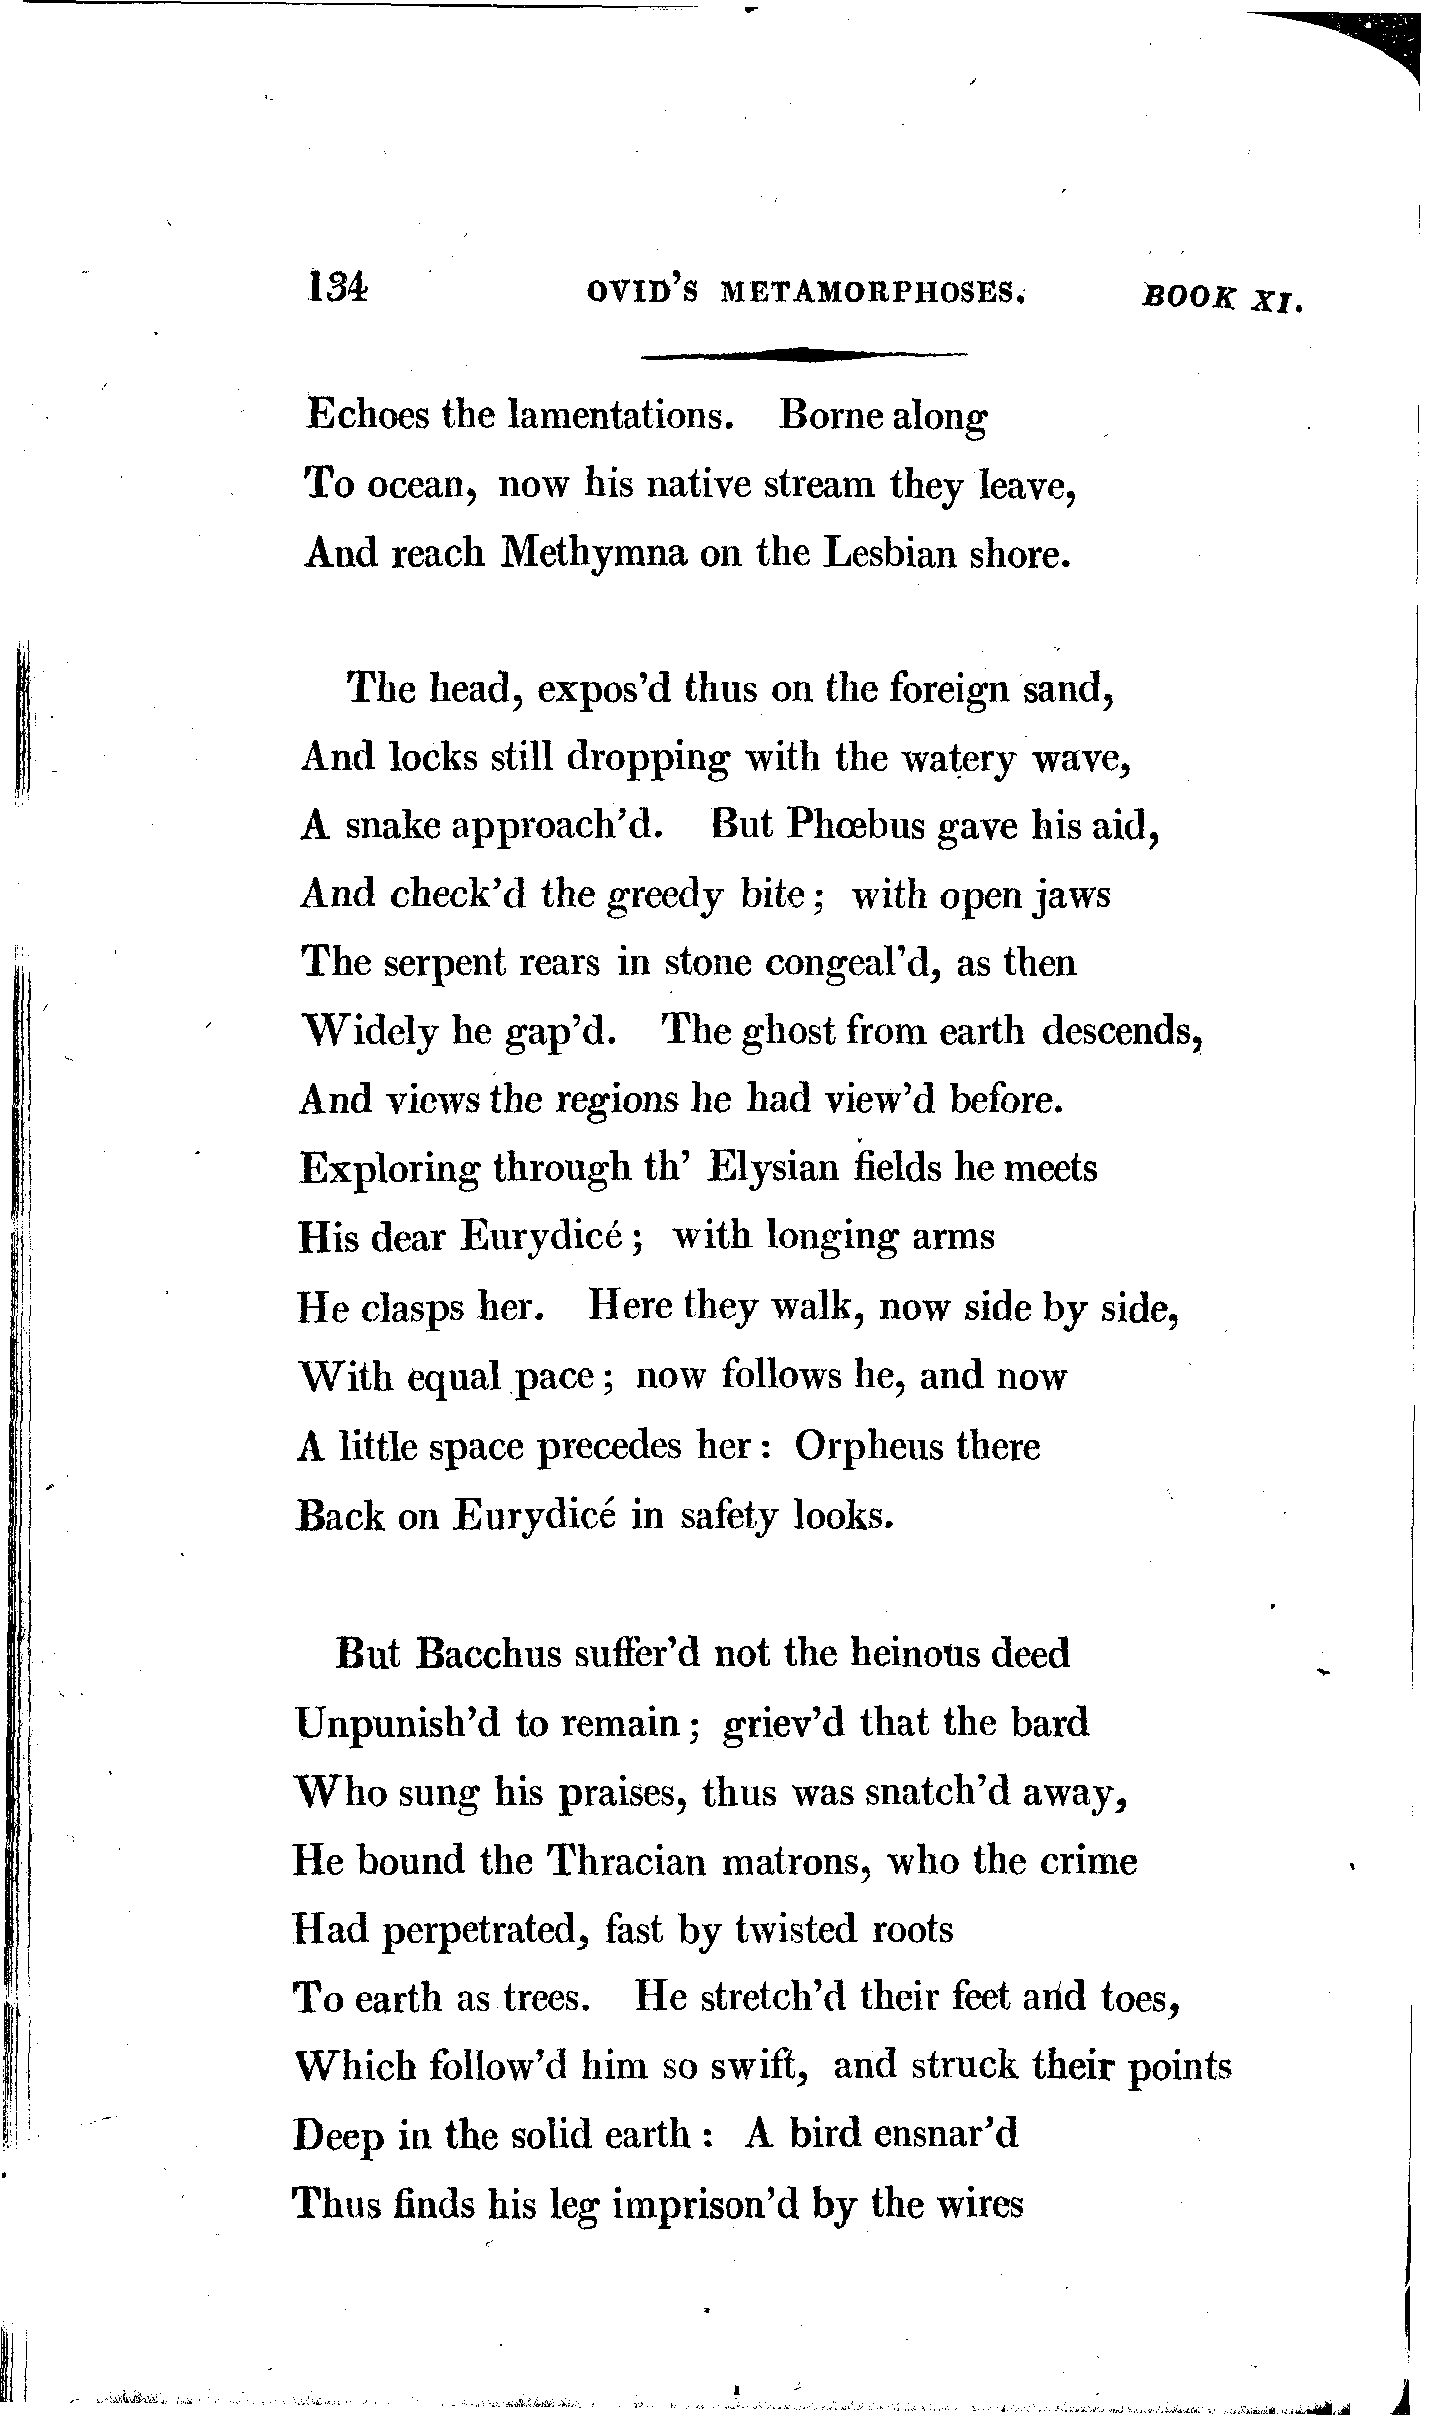 134 OVID'S METAMORPHOSES. BOOK XI.
Echoes the lamentations. Borne along
To ocean, now his native stream they leave,
And reach Methymna on the Lesbian shore.
The head, expos'd thus on the foreign sand,
And locks still dropping with the watery wave,
A snake approach'd. But Phœbus gave his aid,
And check'd the greedy bite; with open jaws
The serpent rears in stone congeal'd, as then
Widely he gap'd. The ghost from earth descends,
And views the regions he had view'd before.
Exploring through th' Elysian fields he meets
His dear Eurydicé; with longing arms
He clasps her. Here they walk, now side by side,
With equal pace; now follows he, and now
A little space precedes her: Orpheus there
Back on Eurydicé in safety looks.
But Bacchus suffer'd not the heinous deed
Unpunish'd to remain; griev'd that the bard
Who sung his praises, thus was snatch'd away,
He bound the Thracian matrons, who the crime
Had perpetrated, fast by twisted roots
To earth as trees. He stretch'd their feet and toes,
Which follow'd him so swift, and struck their points
Deep in the solid earth: A bird ensnar'd
Thus finds his leg imprison'd by the wires